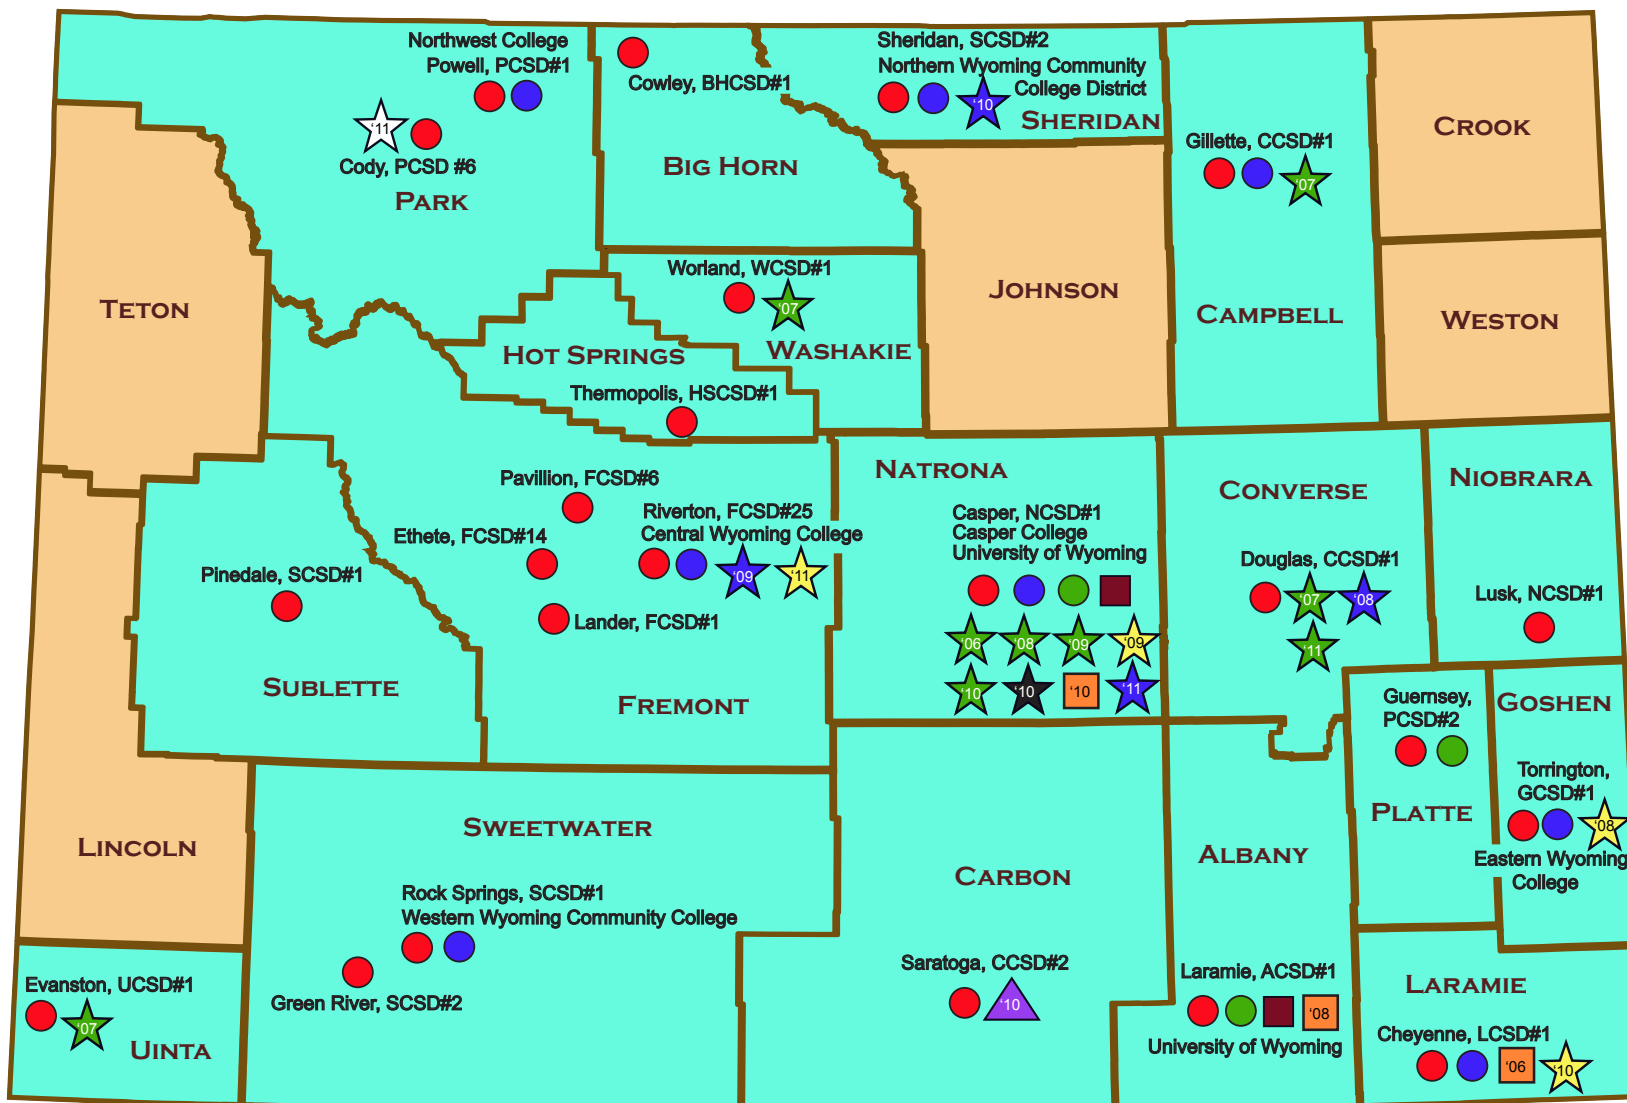 Northwest College
Powell, PCSD#1
‘11
Cody, PCSD #6
PARK
Cowley, BHCSD#1
BIG HORN
Sheridan, SCSD#2
Northern Wyoming Community
College District
‘10
SHERIDAN
Gillette, CCSD#1
‘07
CAMPBELL
CROOK
WESTON
TETON
Worland, WCSD#1
‘07
WASHAKIE
JOHNSON
HOT SPRINGS
Thermopolis, HSCSD#1
Pavillion, FCSD#6
Ethete, FCSD#14
Riverton, FCSD#25
Central Wyoming College
‘09
‘11
Lander, FCSD#1
FREMONT
Pinedale, SCSD#1
SUBLETTE
NATRONA
Casper, NCSD#1
Casper College
University of Wyoming
‘06 ‘08 ‘09 ‘09
‘10 ‘10 ‘10 ‘11
CONVERSE
Douglas, CCSD#1
‘07 ‘08
‘11
NIOBRARA
Lusk, NCSD#1
Guernsey,
PCSD#2
PLATTE
GOSHEN
Torrington,
GCSD#1
‘08
Eastern Wyoming
College
LINCOLN
SWEETWATER
Rock Springs, SCSD#1
Western Wyoming Community College
Green River, SCSD#2
CARBON
Saratoga, CCSD#2
‘10
ALBANY
Laramie, ACSD#1
‘08
University of Wyoming
LARAMIE
Cheyenne, LCSD#1
‘06 ‘10
Evanston, UCSD#1
‘07
UINTA